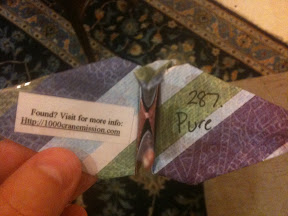 Found? Visit for more info:
Http://1000cranemission.com
287.
Pure